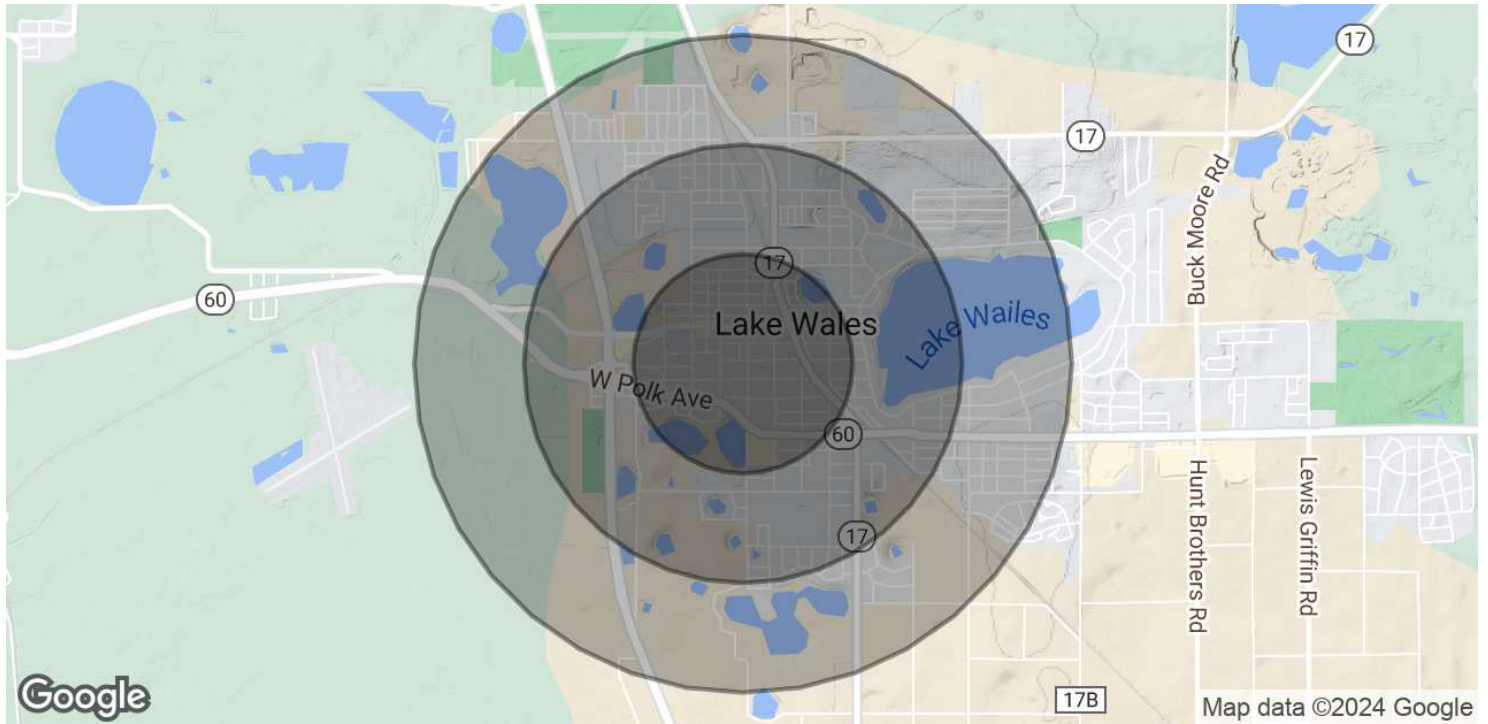 17
17
Buck Moore Rd
17
60
Lake Wales
Lake Wailes
W Polk Ave
60
Hunt Brothers Rd
Lewis Griffin Rd
17
17B
Google
Map data ©2024 Google